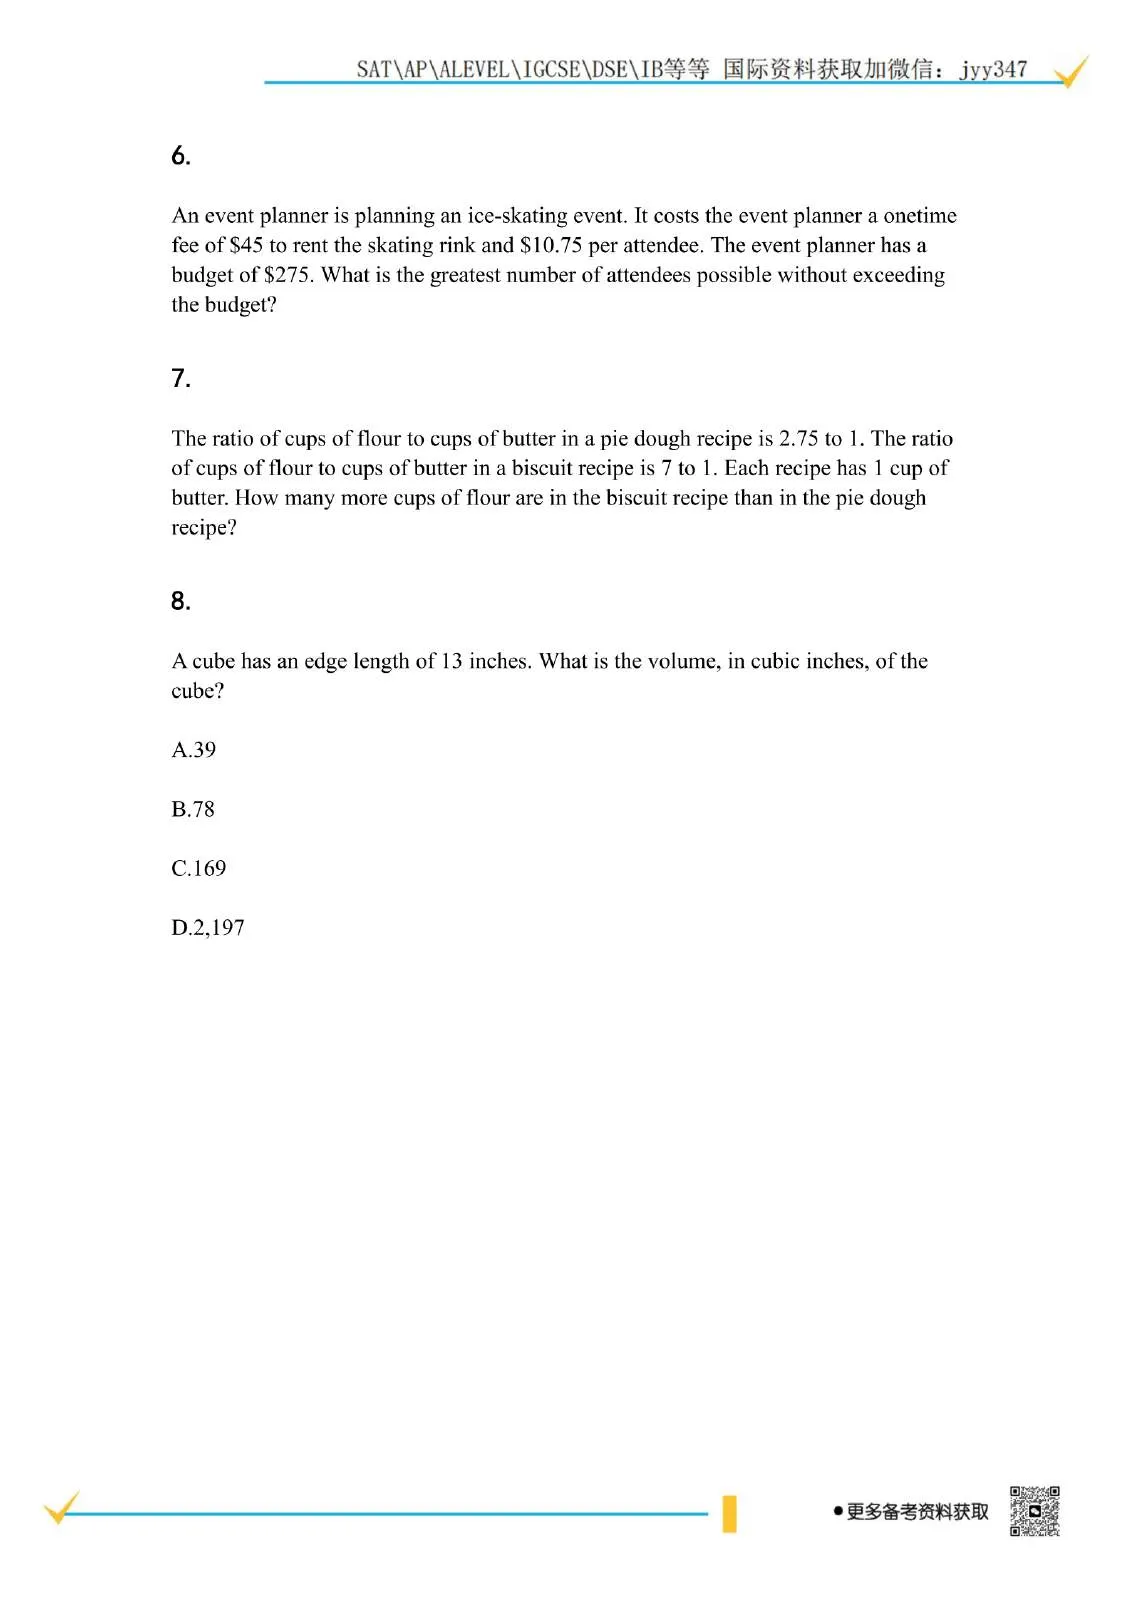 SAT\AP\ALEVEL\IGCSE\DSE\IB等等 国际资料获取加微信：jyy347
6.
An event planner is planning an ice-skating event. It costs the event planner a onetime
fee of $45 to rent the skating rink and $10.75 per attendee. The event planner has a
budget of $275. What is the greatest number of attendees possible without exceeding
the budget?
7.
The ratio of cups of flour to cups of butter in a pie dough recipe is 2.75 to 1. The ratio
of cups of flour to cups of butter in a biscuit recipe is 7 to 1. Each recipe has 1 cup of
butter. How many more cups of flour are in the biscuit recipe than in the pie dough
recipe?
8.
A cube has an edge length of 13 inches. What is the volume, in cubic inches, of the
cube?
A.39
B.78
C.169
D.2,197
●更多备考资料获取